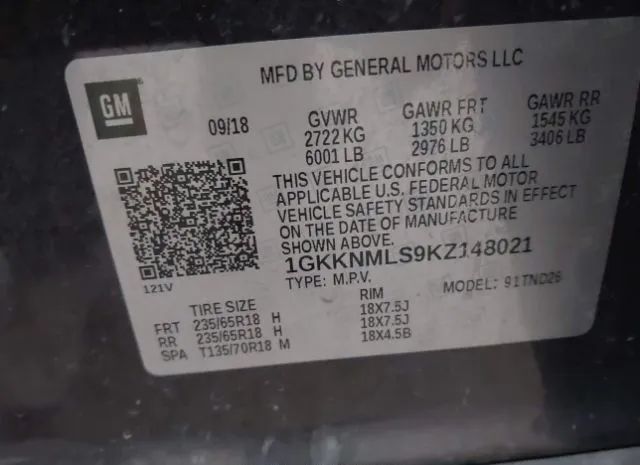 GM
MFD BY GENERAL MOTORS LLC
09/18
GVWR GAWR FRT GAWR RR
2722 KG 1350 KG 1545 KG
6001 LB 2976 LB 3406 LB
THIS VEHICLE CONFORMS TO ALL
APPLICABLE U.S. FEDERAL MOTOR
VEHICLE SAFETY STANDARDS IN EFFECT
ON THE DATE OF MANUFACTURE
SHOWN ABOVE.
1GKKNMLS9KZ148021
121V
TYPE: M.P.V. MODEL: 91TND26
TIRE SIZE RIM
FRT 235/65R18 H 18X7.5J
RR 235/65R18 H 18X7.5J
SPA T135/70R18 M 18X4.5B